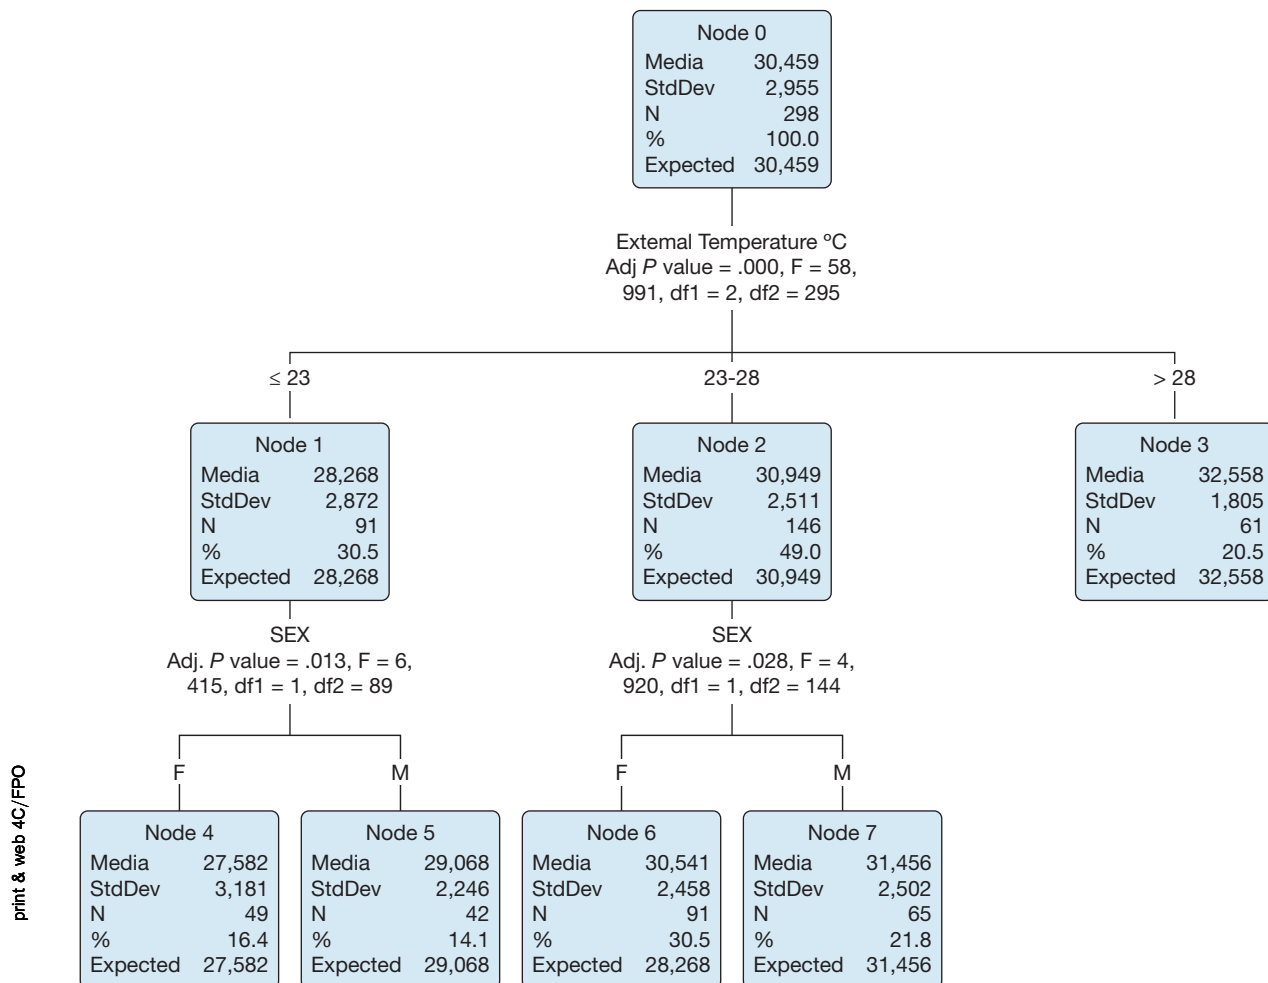 Node 0
Media 30,459
StdDev 2,955
N 298
% 100.0
Expected 30,459
External Temperature ºC
Adj P value = .000, F = 58,
991, df1 = 2, df2 = 295
≤ 23
23-28
> 28
Node 1
Media 28,268
StdDev 2,872
N 91
% 30.5
Expected 28,268
Node 2
Media 30,949
StdDev 2,511
N 146
% 49.0
Expected 30,949
Node 3
Media 32,558
StdDev 1,805
N 61
% 20.5
Expected 32,558
SEX
Adj. P value = .013, F = 6,
415, df1 = 1, df2 = 89
SEX
Adj. P value = .028, F = 4,
920, df1 = 1, df2 = 144
F
M
F
M
Node 4
Media 27,582
StdDev 3,181
N 49
% 16.4
Expected 27,582
Node 5
Media 29,068
StdDev 2,246
N 42
% 14.1
Expected 29,068
Node 6
Media 30,541
StdDev 2,458
N 91
% 30.5
Expected 28,268
Node 7
Media 31,456
StdDev 2,502
N 65
% 21.8
Expected 31,456
print & web 4C/FPO